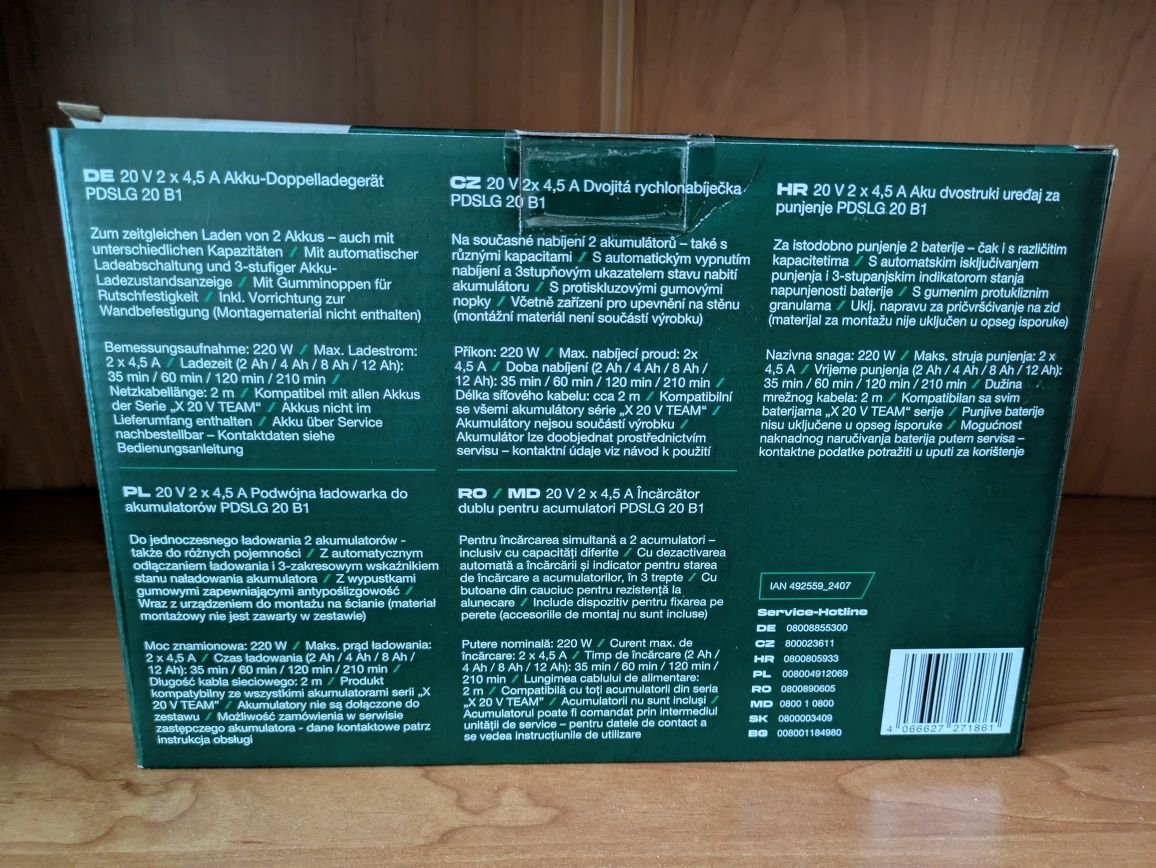 DE 20 V 2 x 4,5 A Akku-Doppelladegerät
PDSLG 20 B1
Zum zeitgleichen Laden von 2 Akkus – auch mit
unterschiedlichen Kapazitäten / Mit automatischer
Ladeabschaltung und 3-stufiger Akku-
Ladezustandsanzeige / Mit Gumminoppen für
Rutschfestigkeit / Inkl. Vorrichtung zur
Wandbefestigung (Montagematerial nicht enthalten)
Bemessungsaufnahme: 220 W / Max. Ladestrom:
2 x 4,5 A / Ladezeit (2 Ah / 4 Ah / 8 Ah / 12 Ah):
35 min / 60 min / 120 min / 210 min /
Netzkabellänge: 2 m / Kompatibel mit allen Akkus
der Serie „X 20 V TEAM“ / Akkus nicht im
Lieferumfang enthalten / Akku über Service
nachbestellbar – Kontaktdaten siehe
Bedienungsanleitung
CZ 20 V 2x 4,5 A Dvojitá rychlonabíječka
PDSLG 20 B1
Na současné nabíjení 2 akumulátorů – také s
různými kapacitami / S automatickým vypnutím
nabíjení a 3stupňovým ukazatelem stavu nabití
akumulátoru / S protiskluzovými gumovými
nopky / Včetně zařízení pro upevnění na stěnu
(montážní materiál není součástí výrobku)
Příkon: 220 W / Max. nabíjecí proud: 2x
4,5 A / Doba nabíjení (2 Ah / 4 Ah / 8 Ah /
12 Ah): 35 min / 60 min / 120 min / 210 min /
Délka síťového kabelu: cca 2 m / Kompatibilní
se všemi akumulátory série „X 20 V TEAM“ /
Akumulátory nejsou součástí výrobku /
Akumulátor lze doobjednat prostřednictvím
servisu – kontaktní údaje viz návod k použití
HR 20 V 2 x 4,5 A Aku dvostruki uređaj za
punjenje PDSLG 20 B1
Za istodobno punjenje 2 baterije – čak i s različitim
kapacitetima / S automatskim isključivanjem
punjenja i 3-stupanjskim indikatorom stanja
napunjenosti baterije / S gumenim protukliznim
granulama / Uklj. napravu za pričvršćivanje na zid
(materijal za montažu nije uključen u opseg isporuke)
Nazivna snaga: 220 W / Maks. struja punjenja: 2 x
4,5 A / Vrijeme punjenja (2 Ah / 4 Ah / 8 Ah / 12 Ah):
35 min / 60 min / 120 min / 210 min / Dužina
mrežnog kabela: 2 m / Kompatibilan sa svim
baterijama „X 20 V TEAM“ serije / Punjive baterije
nisu uključene u opseg isporuke / Mogućnost
naknadnog naručivanja baterija putem servisa –
kontaktne podatke potražiti u uputi za korištenje
PL 20 V 2 x 4,5 A Podwójna ładowarka do
akumulatorów PDSLG 20 B1
Do jednoczesnego ładowania 2 akumulatorów -
także do różnych pojemności / Z automatycznym
odłączaniem ładowania i 3-zakresowym wskaźnikiem
stanu naładowania akumulatora / Z wypustkami
gumowymi zapewniającymi antypoślizgowość /
Wraz z urządzeniem do montażu na ścianie (materiał
montażowy nie jest zawarty w zestawie)
Moc znamionowa: 220 W / Maks. prąd ładowania:
2 x 4,5 A / Czas ładowania (2 Ah / 4 Ah / 8 Ah /
12 Ah): 35 min / 60 min / 120 min / 210 min /
Długość kabla sieciowego: 2 m / Produkt
kompatybilny ze wszystkimi akumulatorami serii „X
20 V TEAM“ / Akumulatory nie są dołączone do
zestawu / Możliwość zamówienia w serwisie
zastępczego akumulatora - dane kontaktowe patrz
instrukcja obsługi
RO / MD 20 V 2 x 4,5 A Încărcător
dublu pentru acumulatori PDSLG 20 B1
Pentru încărcarea simultană a 2 acumulatori –
inclusiv cu capacități diferite / Cu dezactivarea
automată a încărcării și indicator pentru starea
de încărcare a acumulatorilor, în 3 trepte / Cu
butoane din cauciuc pentru rezistență la
alunecare / Include dispozitiv pentru fixarea pe
perete (accesoriile de montaj nu sunt incluse)
Putere nominală: 220 W / Curent max. de
încărcare: 2 x 4,5 A / Timp de încărcare (2 Ah /
4 Ah / 8 Ah / 12 Ah): 35 min / 60 min / 120 min /
210 min / Lungimea cablului de alimentare:
2 m / Compatibilă cu toți acumulatorii din seria
„X 20 V TEAM” / Acumulatorii nu sunt incluși /
Acumulatorul poate fi comandat prin intermediul
unității de service – pentru datele de contact a
se vedea instrucțiunile de utilizare
IAN 492559_2407
Service-Hotline
DE 08008855300
CZ 800023611
HR 0800805933
PL 008004912069
RO 0800890605
MD 0800 1 0800
SK 0800003409
BG 008001184980
4 066627 271861